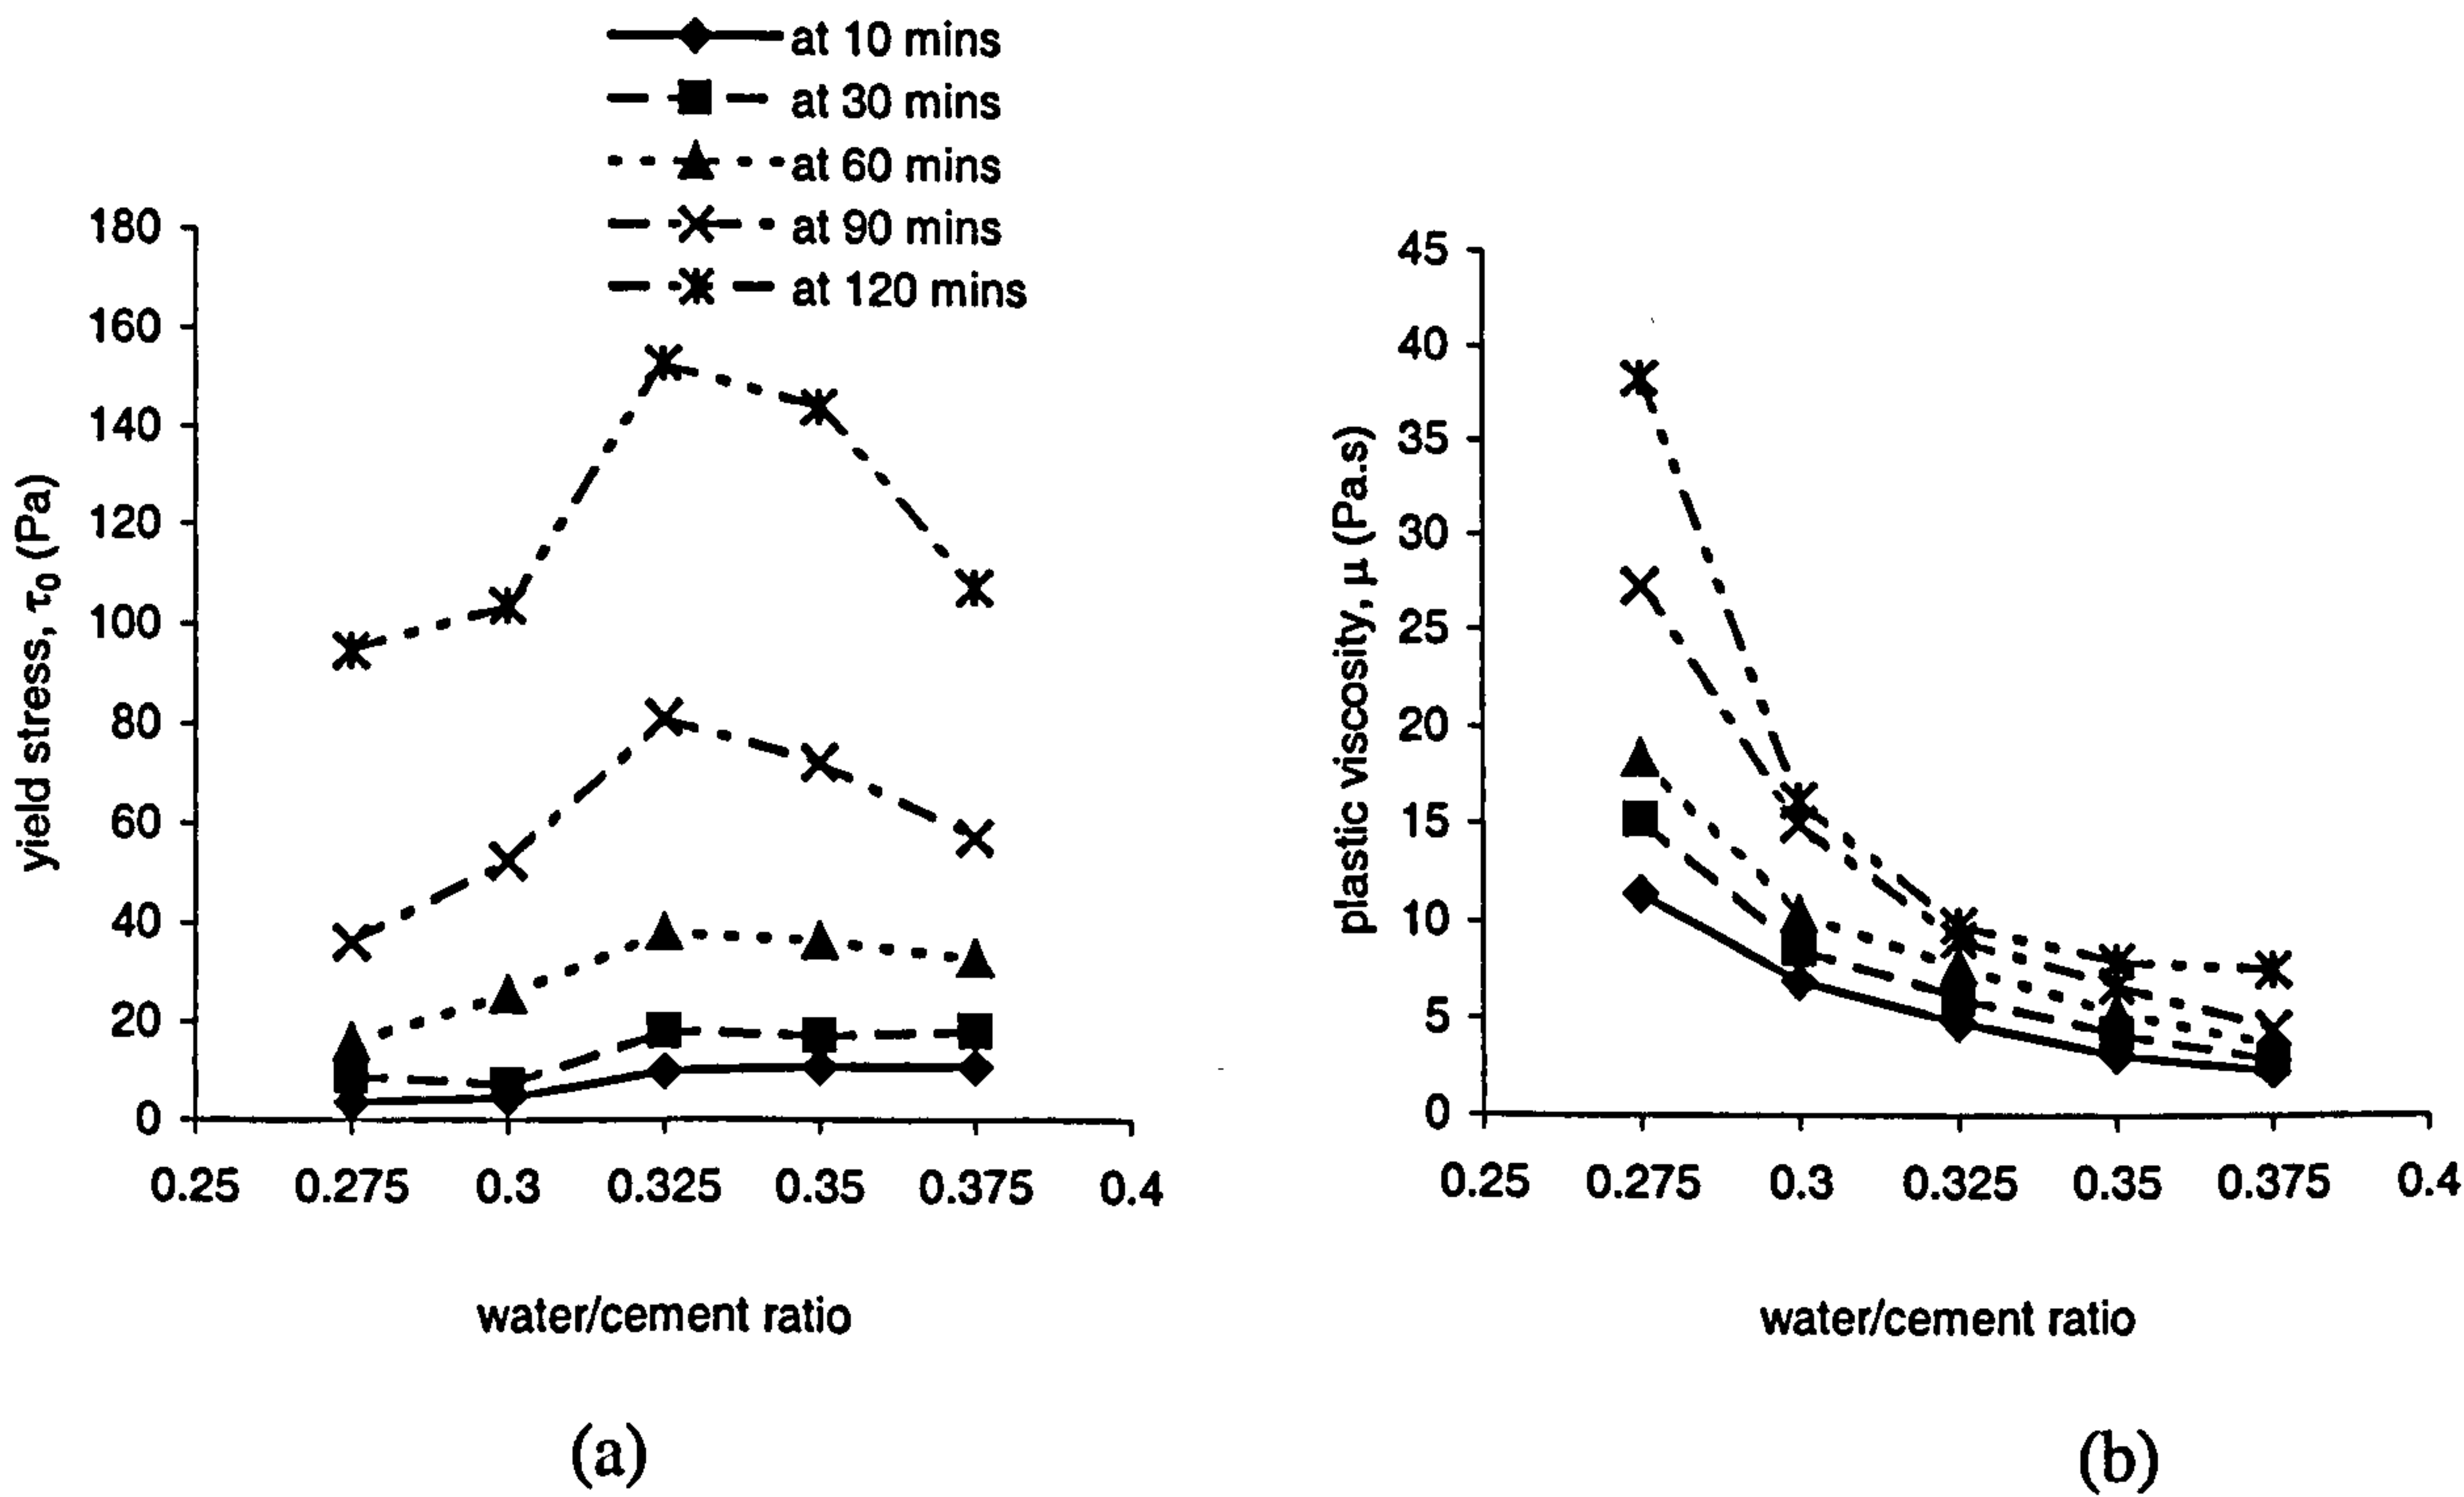 at 10 mins
at 30 mins
at 60 mins
at 90 mins
at 120 mins
yield stress, τ0 (Pa)
180
160
140
120
100
80
60
40
20
0
0.25 0.275 0.3 0.325 0.35 0.375 0.4
water/cement ratio
(a)
plastic viscosity, μ (Pa.s)
45
40
35
30
25
20
15
10
5
0
0.25 0.275 0.3 0.325 0.35 0.375 0.4
water/cement ratio
(b)